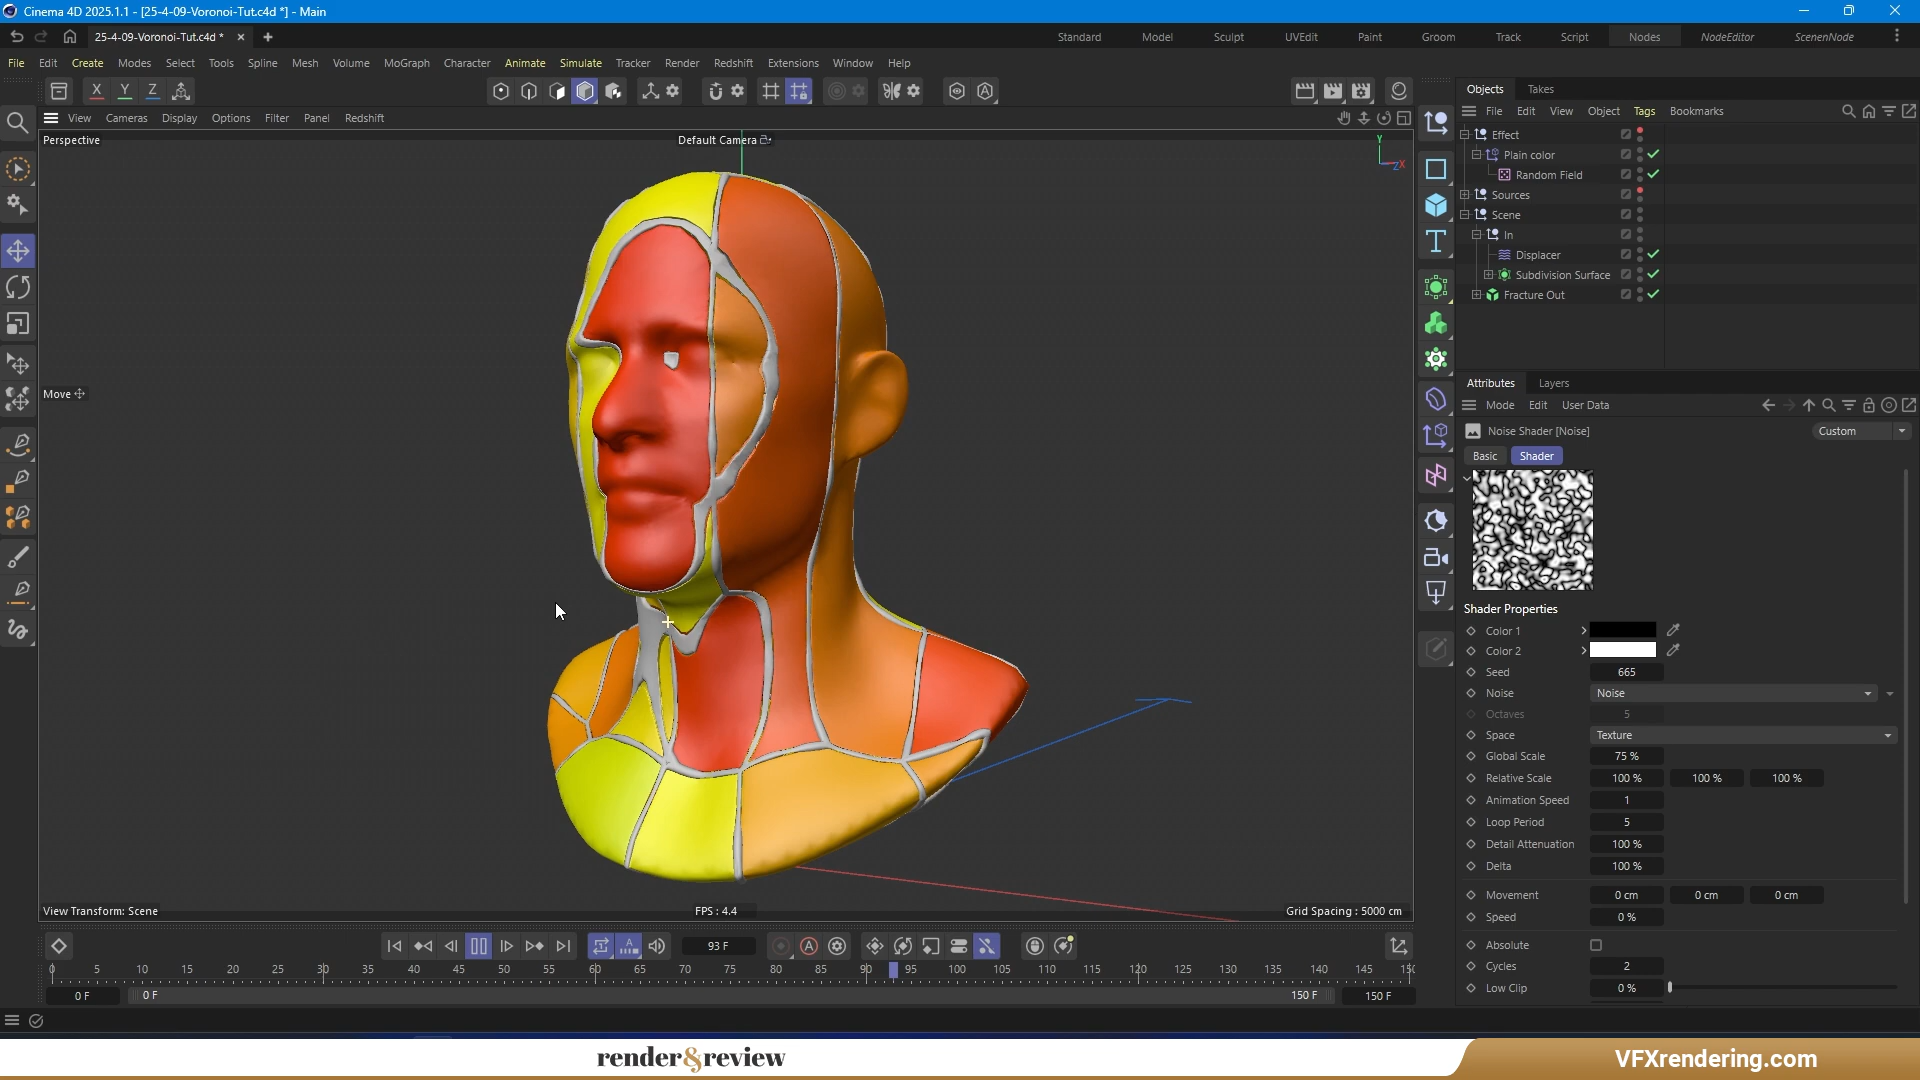 Cinema 4D 2025.1.1 - [25-4-09-Voronoi-Tut.c4d *] - Main
25-4-09-Voronoi-Tut.c4d * × +
Standard Model Sculpt UVEdit Paint Groom Track Script Nodes NodeEditor ScenenNode
File Edit Create Modes Select Tools Spline Mesh Volume MoGraph Character Animate Simulate Tracker Render Redshift Extensions Window Help
X Y Z
View Cameras Display Options Filter Panel Redshift
Perspective
Default Camera
Y
ZX
Move
View Transform: Scene
FPS : 4.4
Grid Spacing : 5000 cm
Objects Takes
File Edit View Object Tags Bookmarks
Effect
Plain color
Random Field
Sources
Scene
In
Displacer
Subdivision Surface
Fracture Out
Attributes Layers
Mode Edit User Data
Noise Shader [Noise]
Custom
Basic Shader
Shader Properties
Color 1
Color 2
Seed 665
Noise Noise
Octaves 5
Space Texture
Global Scale 75 %
Relative Scale 100 % 100 % 100 %
Animation Speed 1
Loop Period 5
Detail Attenuation 100 %
Delta 100 %
Movement 0 cm 0 cm 0 cm
Speed 0 %
Absolute
Cycles 2
Low Clip 0 %
93 F
0 5 10 15 20 25 30 35 40 45 50 55 60 65 70 75 80 85 90 95 100 105 110 115 120 125 130 135 140 145 150
0 F 0 F 150 F 150 F
render&review
VFXrendering.com